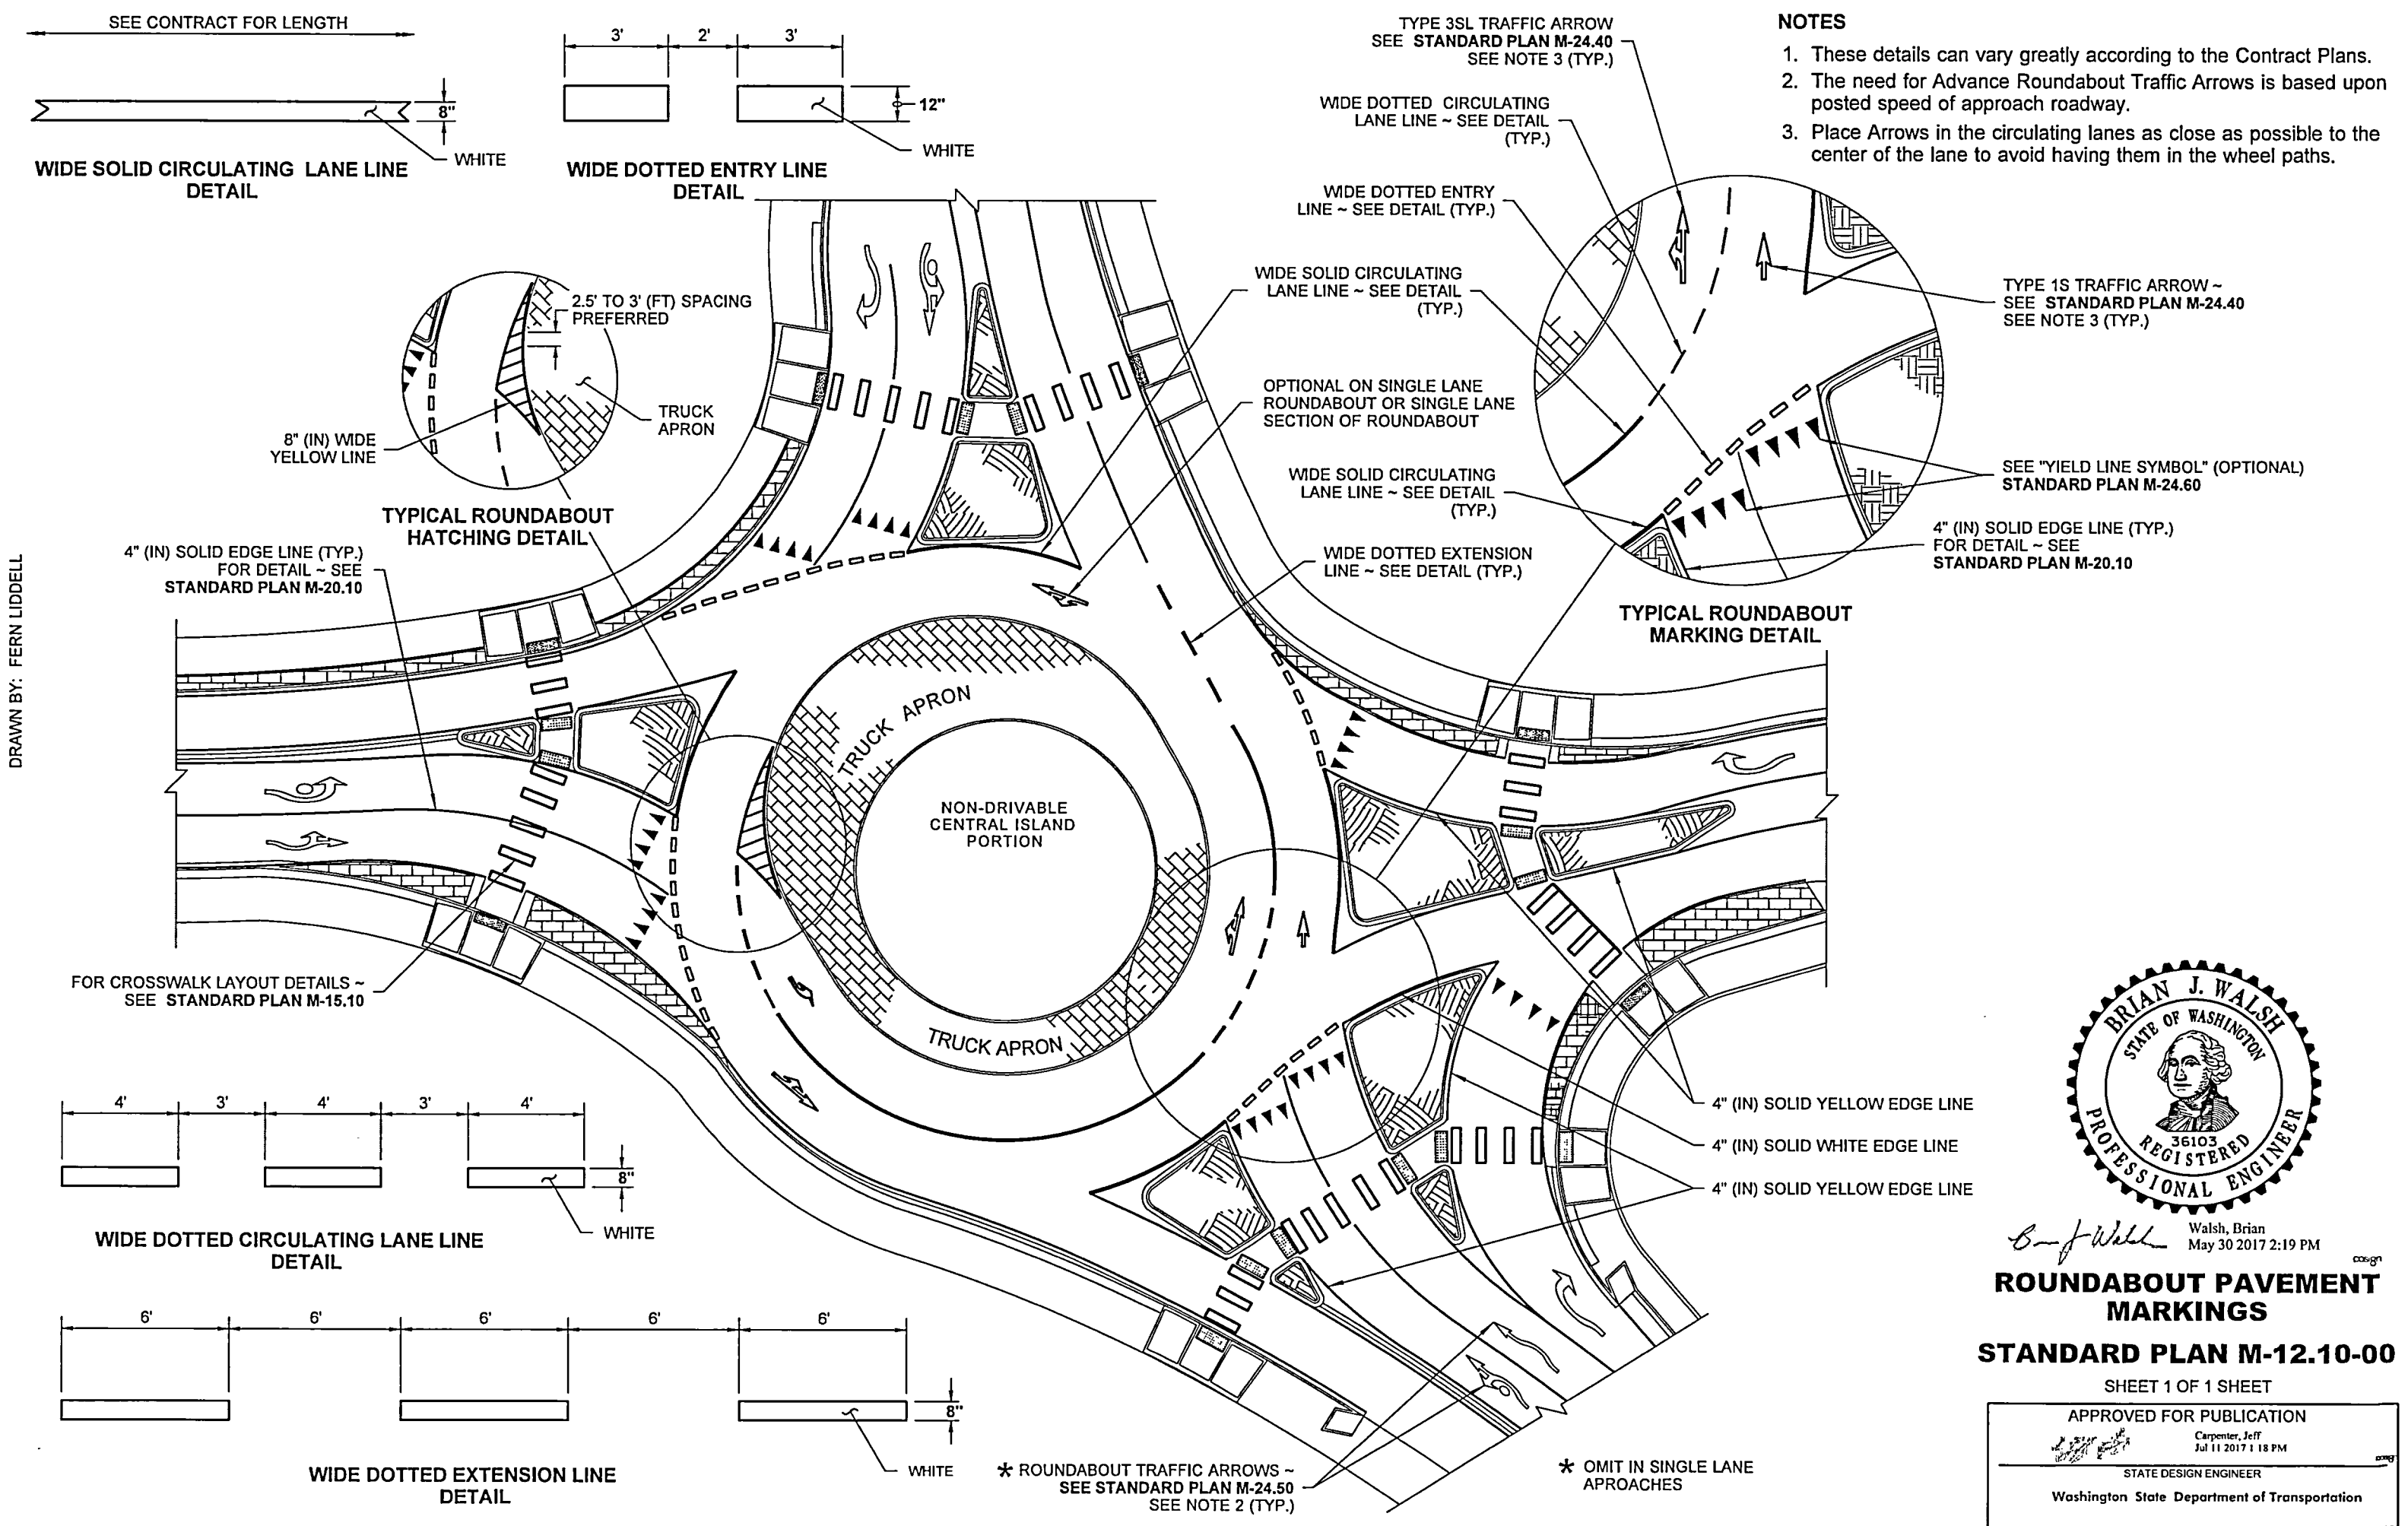 SEE CONTRACT FOR LENGTH
8"
WHITE
WIDE SOLID CIRCULATING LANE LINE
DETAIL
3'
2'
3'
12"
WHITE
WIDE DOTTED ENTRY LINE
DETAIL
TYPE 3SL TRAFFIC ARROW
SEE STANDARD PLAN M-24.40
SEE NOTE 3 (TYP.)
WIDE DOTTED CIRCULATING
LANE LINE ~ SEE DETAIL
(TYP.)
WIDE DOTTED ENTRY
LINE ~ SEE DETAIL (TYP.)
WIDE SOLID CIRCULATING
LANE LINE ~ SEE DETAIL
(TYP.)
OPTIONAL ON SINGLE LANE
ROUNDABOUT OR SINGLE LANE
SECTION OF ROUNDABOUT
WIDE SOLID CIRCULATING
LANE LINE ~ SEE DETAIL
(TYP.)
WIDE DOTTED EXTENSION
LINE ~ SEE DETAIL (TYP.)
NOTES
1. These details can vary greatly according to the Contract Plans.
2. The need for Advance Roundabout Traffic Arrows is based upon
posted speed of approach roadway.
3. Place Arrows in the circulating lanes as close as possible to the
center of the lane to avoid having them in the wheel paths.
TYPE 1S TRAFFIC ARROW ~
SEE STANDARD PLAN M-24.40
SEE NOTE 3 (TYP.)
SEE "YIELD LINE SYMBOL" (OPTIONAL)
STANDARD PLAN M-24.60
4" (IN) SOLID EDGE LINE (TYP.)
FOR DETAIL ~ SEE
STANDARD PLAN M-20.10
TYPICAL ROUNDABOUT
MARKING DETAIL
2.5' TO 3' (FT) SPACING
PREFERRED
TRUCK
APRON
8" (IN) WIDE
YELLOW LINE
TYPICAL ROUNDABOUT
HATCHING DETAIL
4" (IN) SOLID EDGE LINE (TYP.)
FOR DETAIL ~ SEE
STANDARD PLAN M-20.10
DRAWN BY: FERN LIDDELL
TRUCK APRON
NON-DRIVABLE
CENTRAL ISLAND
PORTION
TRUCK APRON
FOR CROSSWALK LAYOUT DETAILS ~
SEE STANDARD PLAN M-15.10
4'
3'
4'
3'
4'
8"
WHITE
WIDE DOTTED CIRCULATING LANE LINE
DETAIL
6'
6'
6'
6'
6'
8"
WHITE
WIDE DOTTED EXTENSION LINE
DETAIL
4" (IN) SOLID YELLOW EDGE LINE
4" (IN) SOLID WHITE EDGE LINE
4" (IN) SOLID YELLOW EDGE LINE
* ROUNDABOUT TRAFFIC ARROWS ~
SEE STANDARD PLAN M-24.50
SEE NOTE 2 (TYP.)
* OMIT IN SINGLE LANE
APROACHES
BRIAN J. WALSH
STATE OF WASHINGTON
36103
REGISTERED
PROFESSIONAL ENGINEER
Walsh, Brian
May 30 2017 2:19 PM
cosign
ROUNDABOUT PAVEMENT
MARKINGS
STANDARD PLAN M-12.10-00
SHEET 1 OF 1 SHEET
APPROVED FOR PUBLICATION
Carpenter, Jeff
Jul 11 2017 1 18 PM
STATE DESIGN ENGINEER
Washington State Department of Transportation